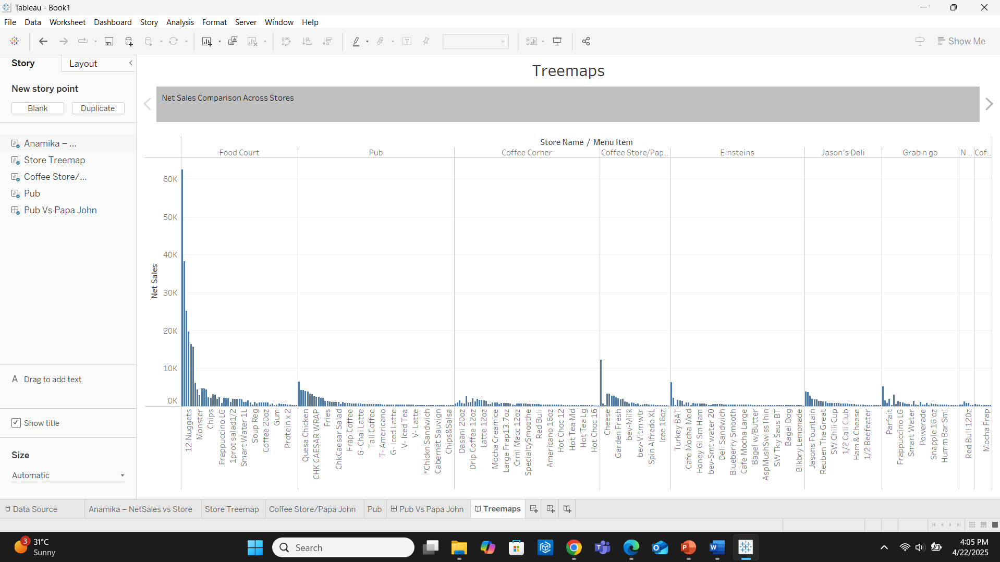 Tableau - Book1
File Data Worksheet Dashboard Story Analysis Format Server Window Help
Show Me
Story Layout
New story point
Blank Duplicate
Anamika – ...
Store Treemap
Coffee Store/...
Pub
Pub Vs Papa John
A Drag to add text
Show title
Size
Automatic
Treemaps
Net Sales Comparison Across Stores
Store Name / Menu Item
Food Court Pub Coffee Corner Coffee Store/Pap.. Einsteins Jason's Deli Grab n go N .. Cof..
Net Sales
60K
50K
40K
30K
20K
10K
0K
12-Nuggets
Monster
Chips
Frappuccino LG
1prot salad1/2
Smart Water 1L
Soup Reg
Coffee 20oz
Gum
Protein x 2
Quesa Chicken
CHK CAESAR WRAP
Fries
ChkCaesar Salad
Frap Coffee
G- Chai Latte
Tall Coffee
T- Americano
G- Iced Latte
V- Iced Tea
V- Latte
*Chickn Sandwich
Cabernet Sauvign
Chips&Salsa
Dasani 20oz
Drip Coffee 12oz
Latte 12oz
Mocha Creamice
Large Frap13.7oz
Crml Macc 12oz
SpecialtySmoothe
Red Bull
Americano 16oz
Hot Choc 12
Hot Tea Md
Hot Tea Lg
Hot Choc 16
Cheese
Garden Fresh
bev-Milk
bev-Vitm wtr
Spin Alfredo XL
Icee 16oz
Turkey BAT
Cafe Mocha Med
Honey Gl Sm Ham
bev-Smt water 20
Deli Sandwich
Blueberry Smooth
Cafe Mocha Large
Bagel w/Butter
AspMushSwissThin
SW Tky Saus BT
Bagel Dog
Blkbry Lemonade
Jasons Fountain
Reuben The Great
SW Chili Cup
1/2 Cali Club
Ham & Cheese
1/2 Beefeater
Parfait
Frappuccino LG
Smart Water
Powerade
Snapple 16 oz
Humm Bar Sml
Red Bull 12oz
Mocha Frap
Data Source Anamika – NetSales vs Store Store Treemap Coffee Store/Papa John Pub Pub Vs Papa John Treemaps
3 31°C
Sunny
Search
4:05 PM
4/22/2025